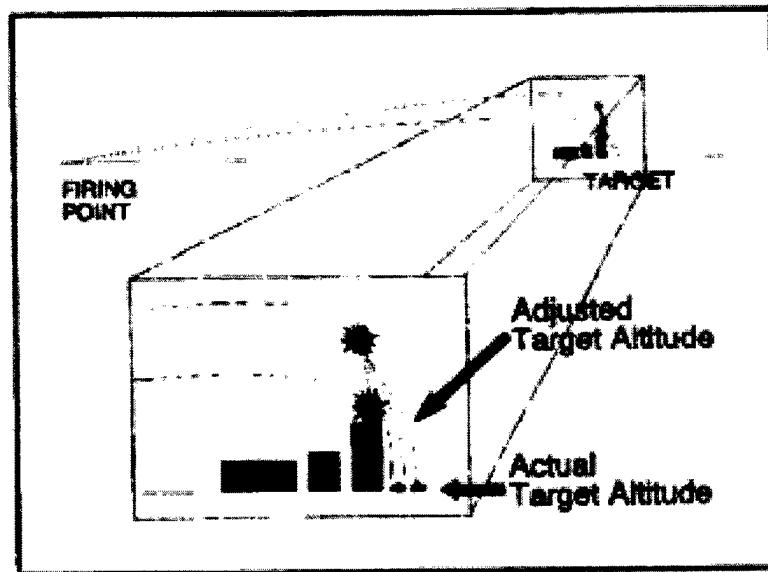 FIRING
POINT
TARGET
Adjusted
Target Altitude
Actual
Target Altitude